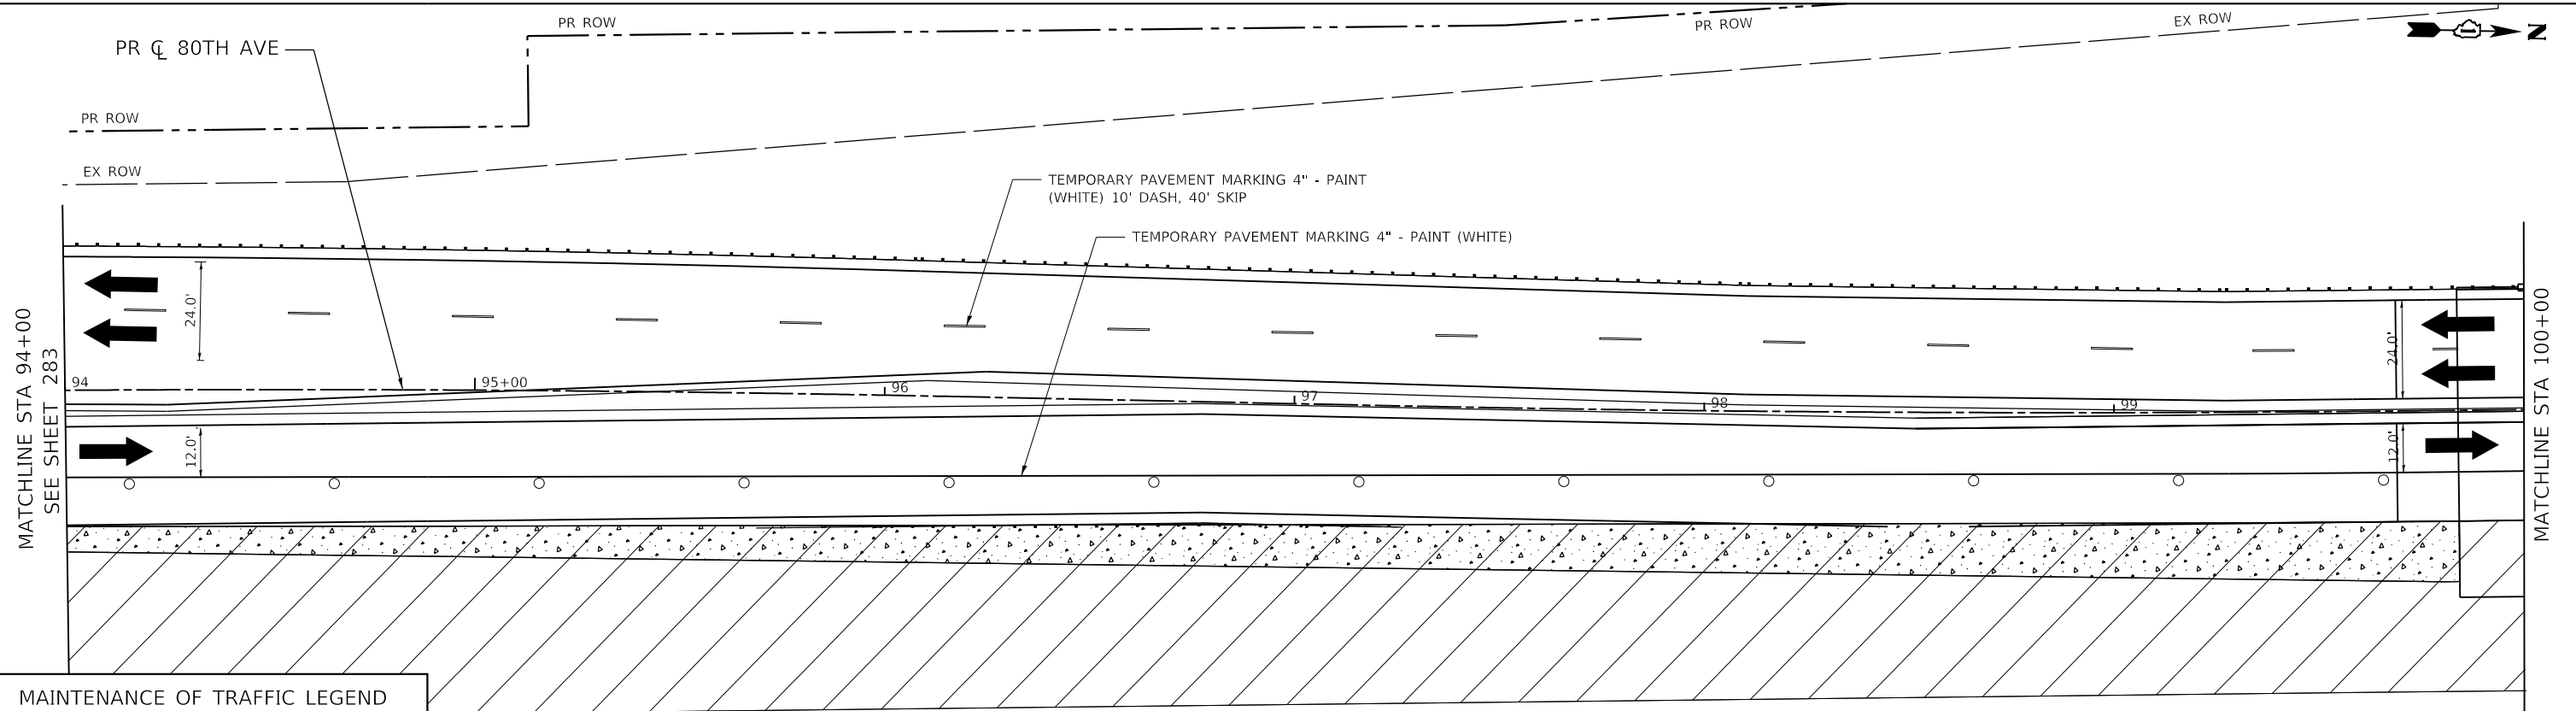 PR ROW
PR ROW
EX ROW
N
PR ℄ 80TH AVE
PR ROW
EX ROW
TEMPORARY PAVEMENT MARKING 4" - PAINT
(WHITE) 10' DASH, 40' SKIP
TEMPORARY PAVEMENT MARKING 4" - PAINT (WHITE)
MATCHLINE STA 94+00
SEE SHEET 283
24.0'
24.0'
94
95+00
96
97
98
99
12.0'
12.0'
MATCHLINE STA 100+00
MAINTENANCE OF TRAFFIC LEGEND